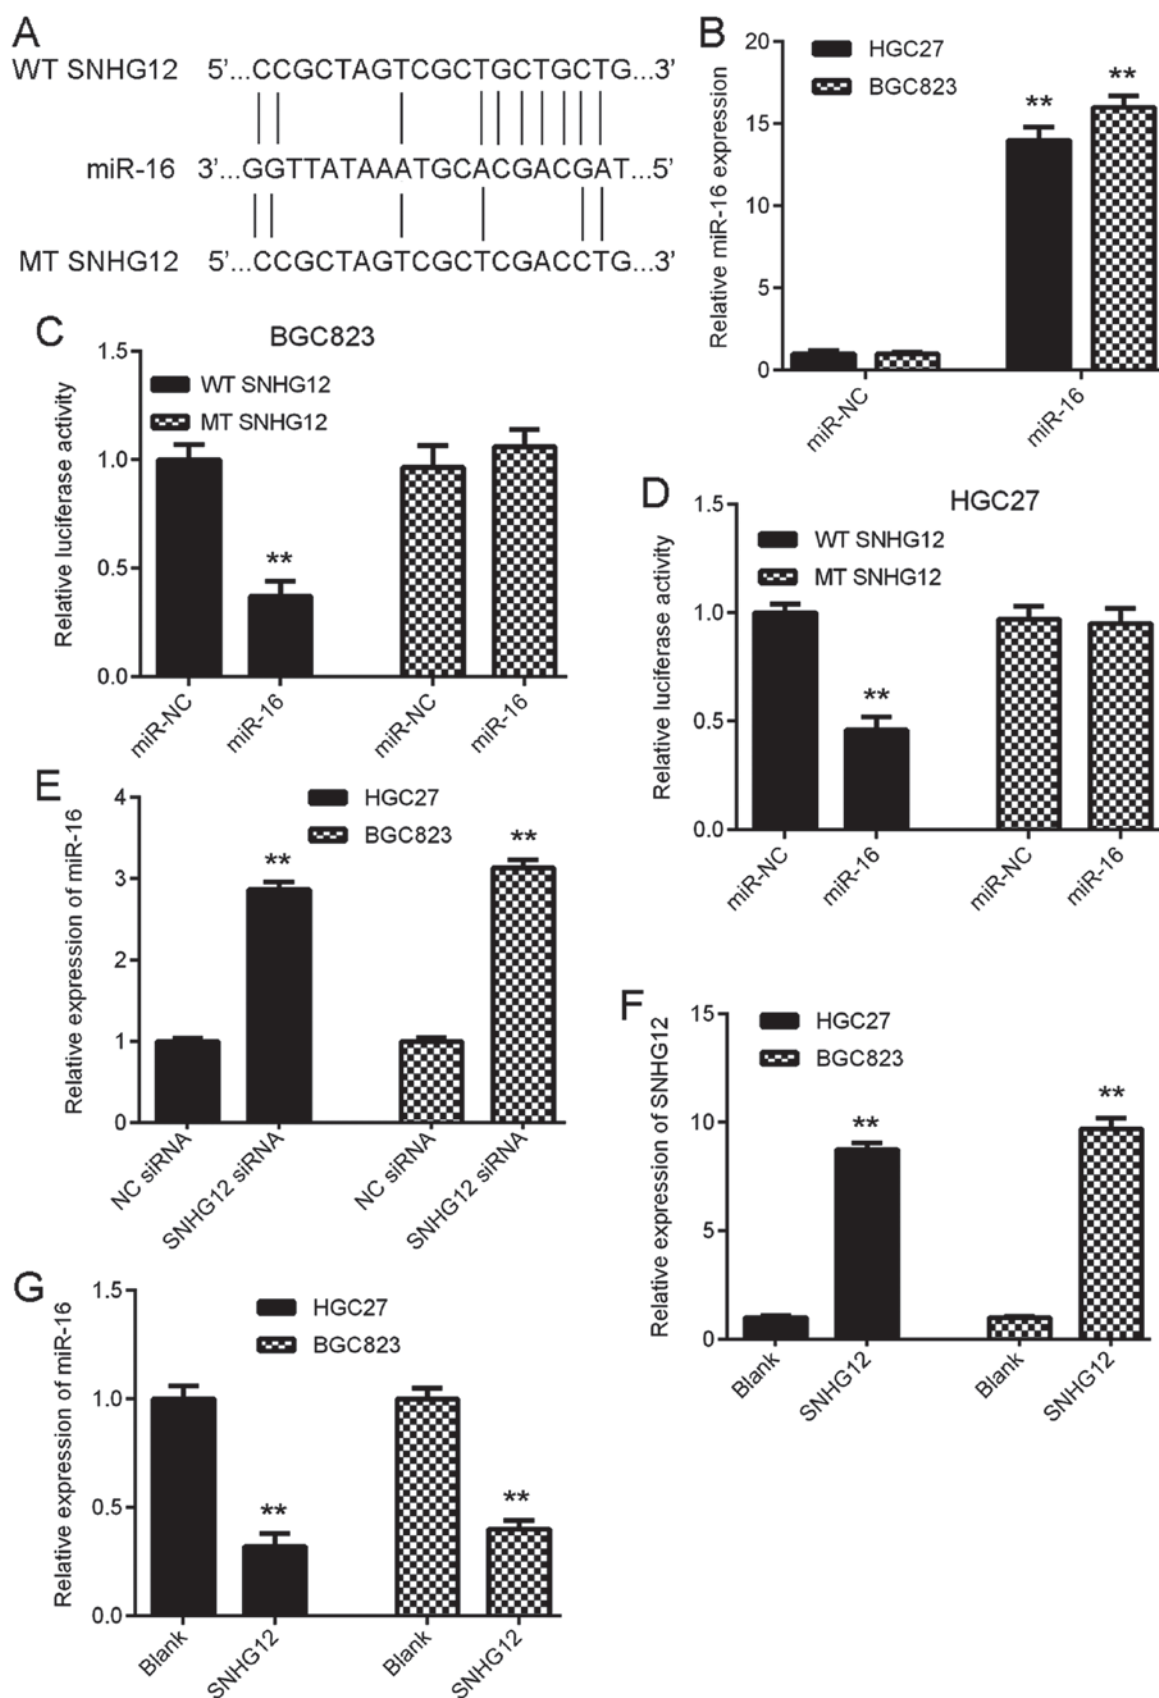 A
WT SNHG12 5’...CCGCTAGTCGCTGCTGCTG...3’
miR-16 3’...GGTTATAAATGCACGACGAT...5’
MT SNHG12 5’...CCGCTAGTCGCTCGACCTG...3’
B
Relative miR-16 expression
20
15
10
5
0
HGC27
BGC823
**
**
miR-NC
miR-16
C
BGC823
Relative luciferase activity
1.5
1.0
0.5
0.0
WT SNHG12
MT SNHG12
**
miR-NC
miR-16
miR-NC
miR-16
D
HGC27
Relative luciferase activity
1.5
1.0
0.5
0.0
WT SNHG12
MT SNHG12
**
miR-NC
miR-16
miR-NC
miR-16
E
Relative expression of miR-16
4
3
2
1
0
HGC27
BGC823
**
**
NC siRNA
SNHG12 siRNA
NC siRNA
SNHG12 siRNA
F
Relative expression of SNHG12
15
10
5
0
HGC27
BGC823
**
**
Blank
SNHG12
Blank
SNHG12
G
Relative expression of miR-16
1.5
1.0
0.5
0.0
HGC27
BGC823
**
**
Blank
SNHG12
Blank
SNHG12